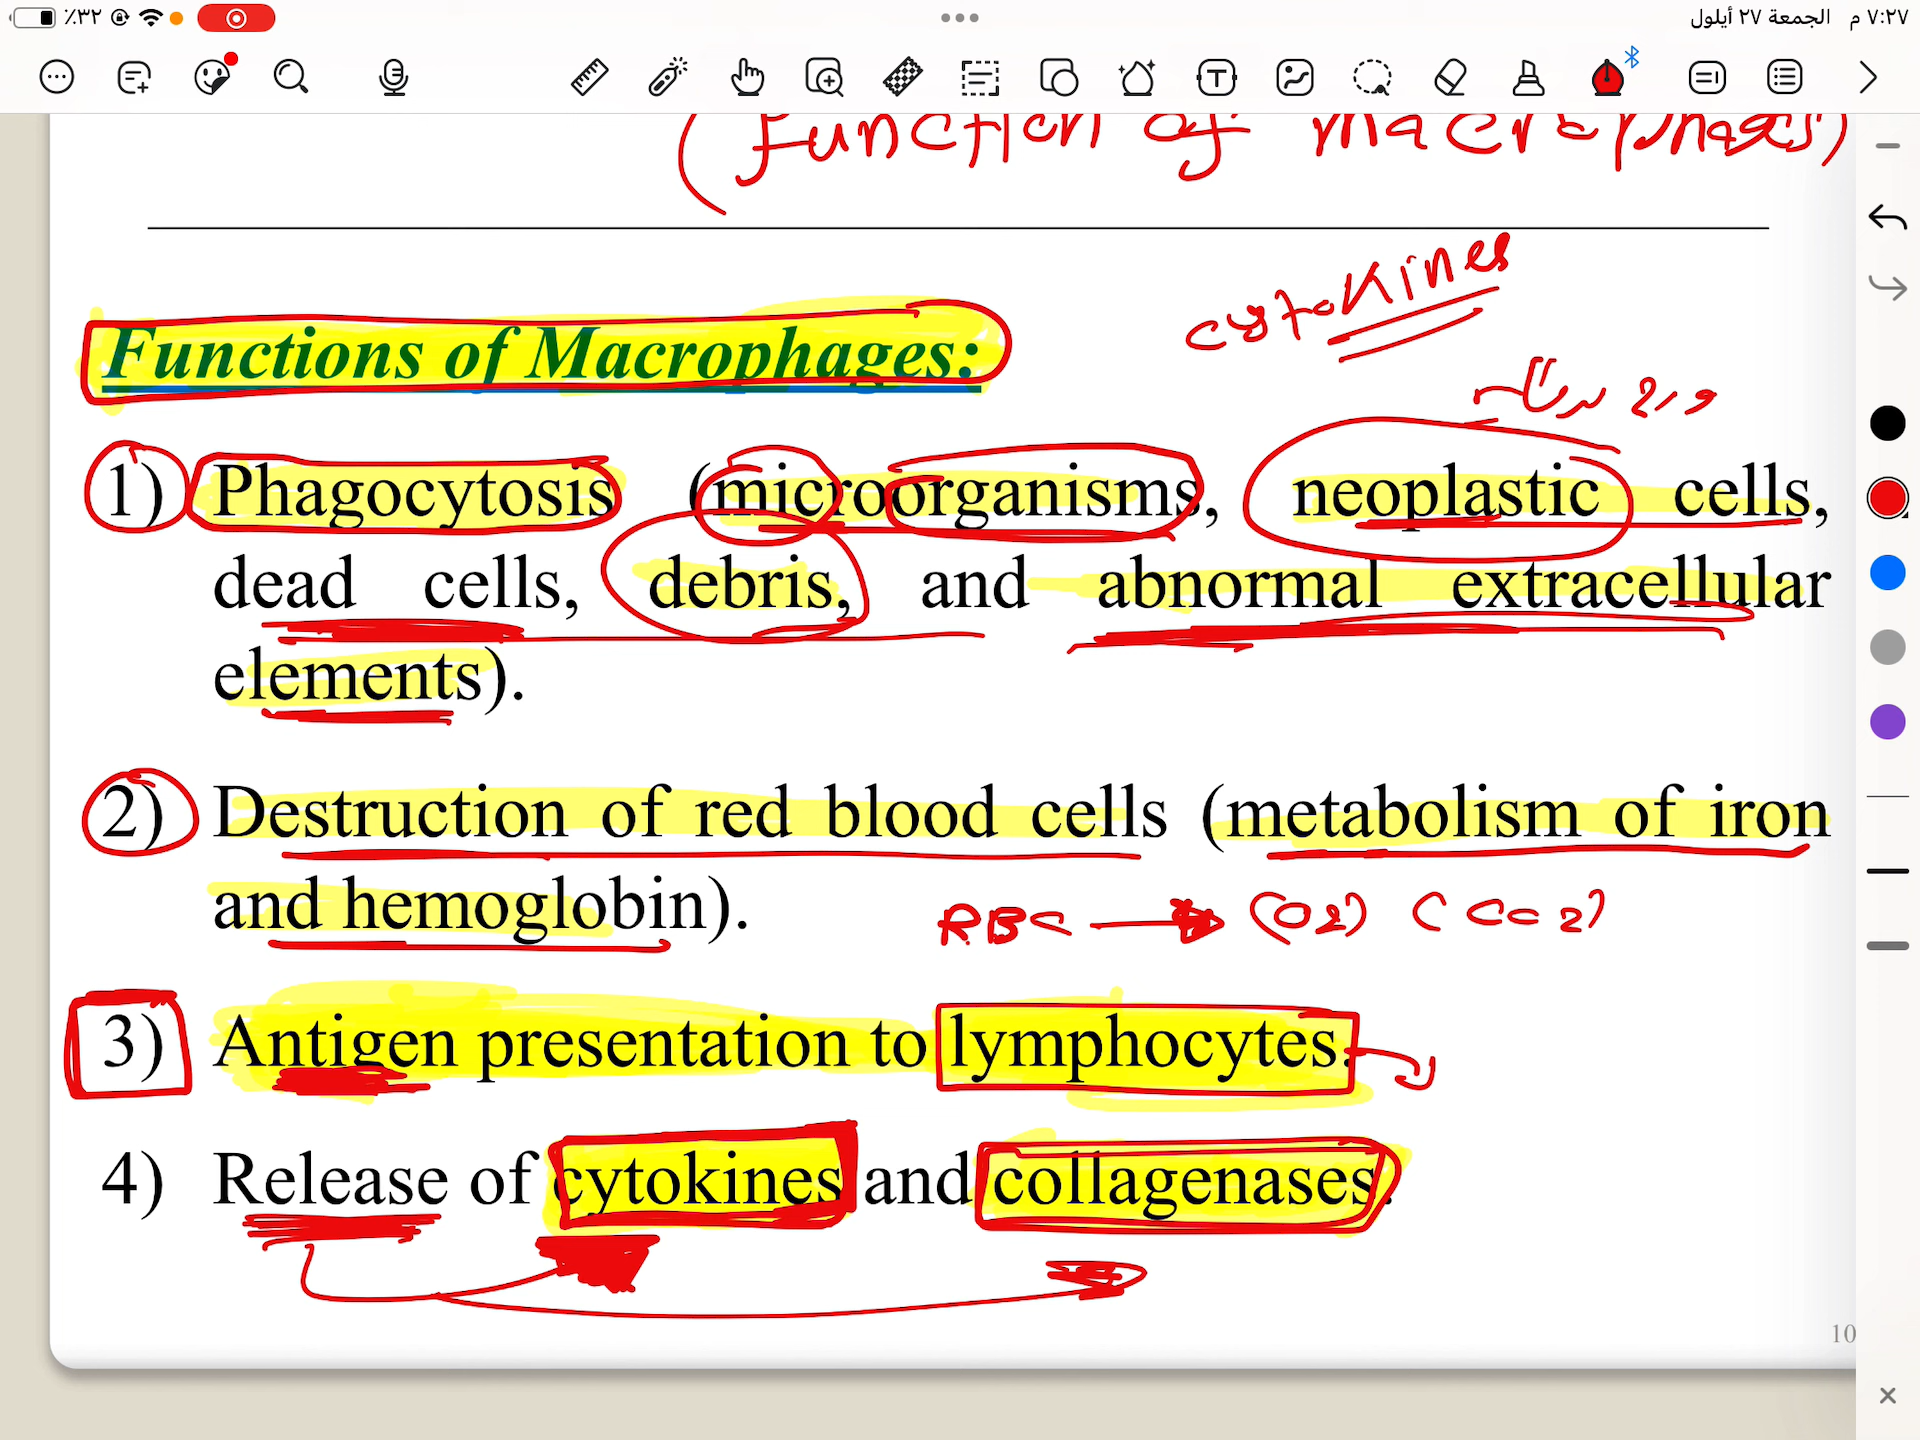 ٪٣٢
٧:٢٧ م الجمعة ٢٧ أيلول
(function of macrophages)
cytokines
Functions of Macrophages:
1) Phagocytosis (microorganisms, neoplastic cells,
dead cells, debris, and abnormal extracellular
elements).
2) Destruction of red blood cells (metabolism of iron
and hemoglobin).
RBC (O2) (CO2)
3) Antigen presentation to lymphocytes.
4) Release of cytokines and collagenases.
10